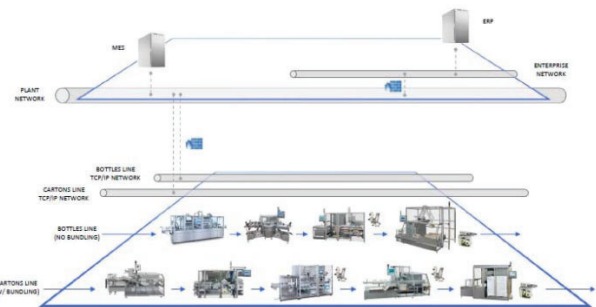 ERP
MES
ENTERPRISE
NETWORK
PLANT
NETWORK
BOTTLES LINE
TCP/IP NETWORK
CARTONS LINE
TCP/IP NETWORK
BOTTLES LINE
(NO BUNDLING)
CARTONS LINE
(W/ BUNDLING)